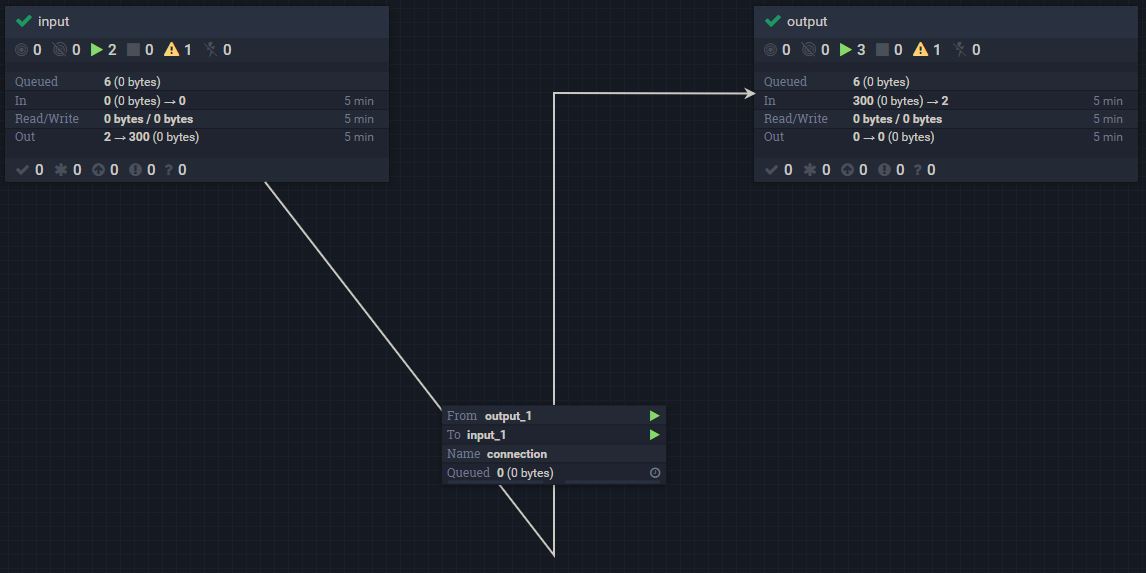 input
0 0 2 0 1 0
Queued 6 (0 bytes)
In 0 (0 bytes) → 0 5 min
Read/Write 0 bytes / 0 bytes 5 min
Out 2 → 300 (0 bytes) 5 min
0 0 0 0 ? 0
output
0 0 3 0 1 0
Queued 6 (0 bytes)
In 300 (0 bytes) → 2 5 min
Read/Write 0 bytes / 0 bytes 5 min
Out 0 → 0 (0 bytes) 5 min
0 0 0 0 ? 0
From output_1
To input_1
Name connection
Queued 0 (0 bytes)